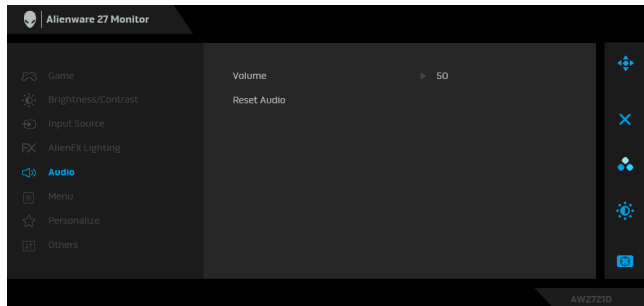 Alienware 27 Monitor
Game
Brightness/Contrast
Input Source
AlienFX Lighting
Audio
Menu
Personalize
Others
Volume 50
Reset Audio
AW2721D